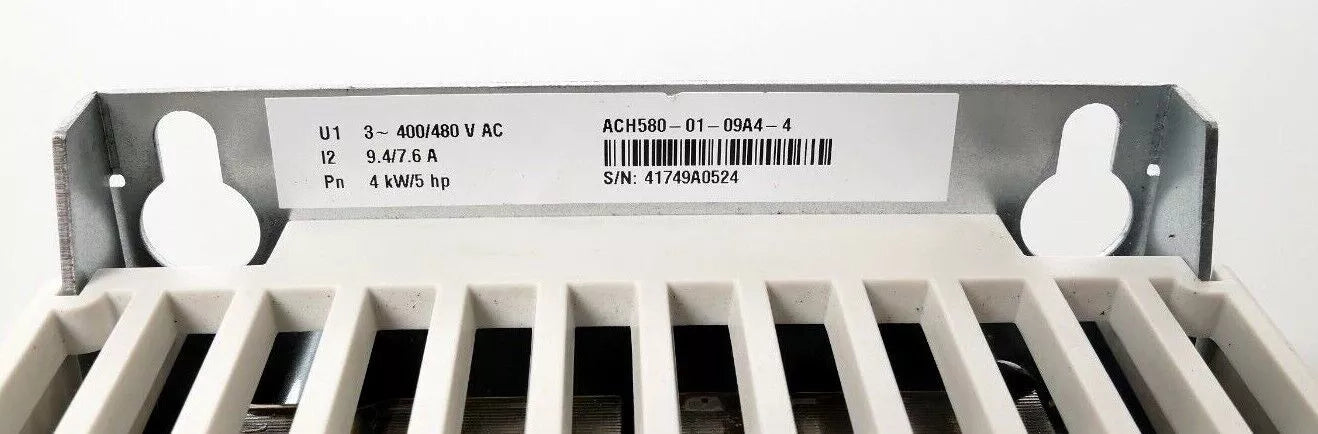 U1 3~ 400/480 V AC
I2 9.4/7.6 A
Pn 4 kW/5 hp
ACH580-01-09A4-4
S/N: 41749A0524